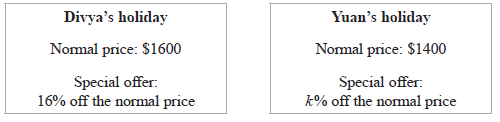 Divya's holiday
Normal price: $1600
Special offer:
16% off the normal price
Yuan's holiday
Normal price: $1400
Special offer:
k% off the normal price